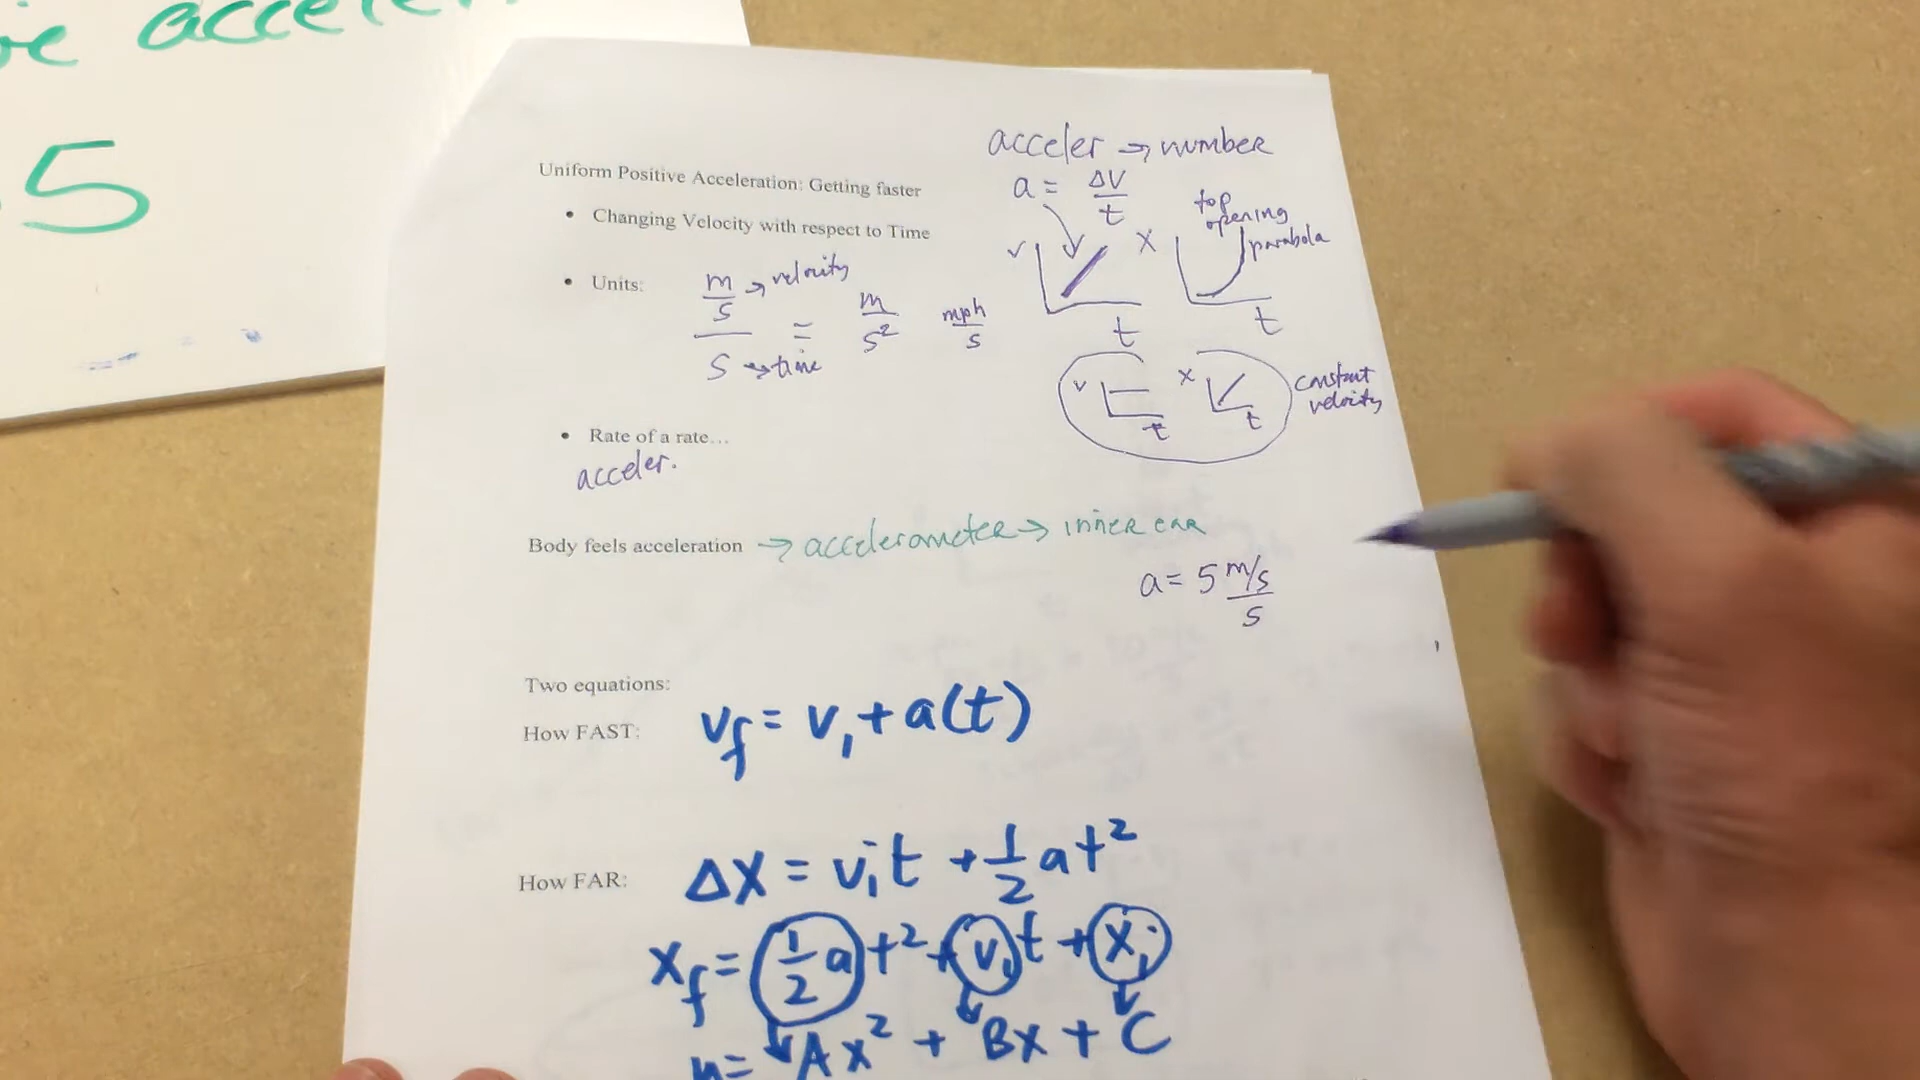 acceler
5
acceler → number
Uniform Positive Acceleration: Getting faster
a = ΔV/t
• Changing Velocity with respect to Time
top opening parabola
v
t
x
t
• Units: m/s → velocity
s → time
= m/s² mph/s
v
t
x
t
constant velocity
• Rate of a rate...
acceler.
Body feels acceleration → accelerometer → inner ear
a = 5 m/s/s
Two equations:
How FAST: vf = vi + a(t)
How FAR: Δx = vit + 1/2 at²
xf = 1/2 a t² + vi t + xi
y = Ax² + Bx + C